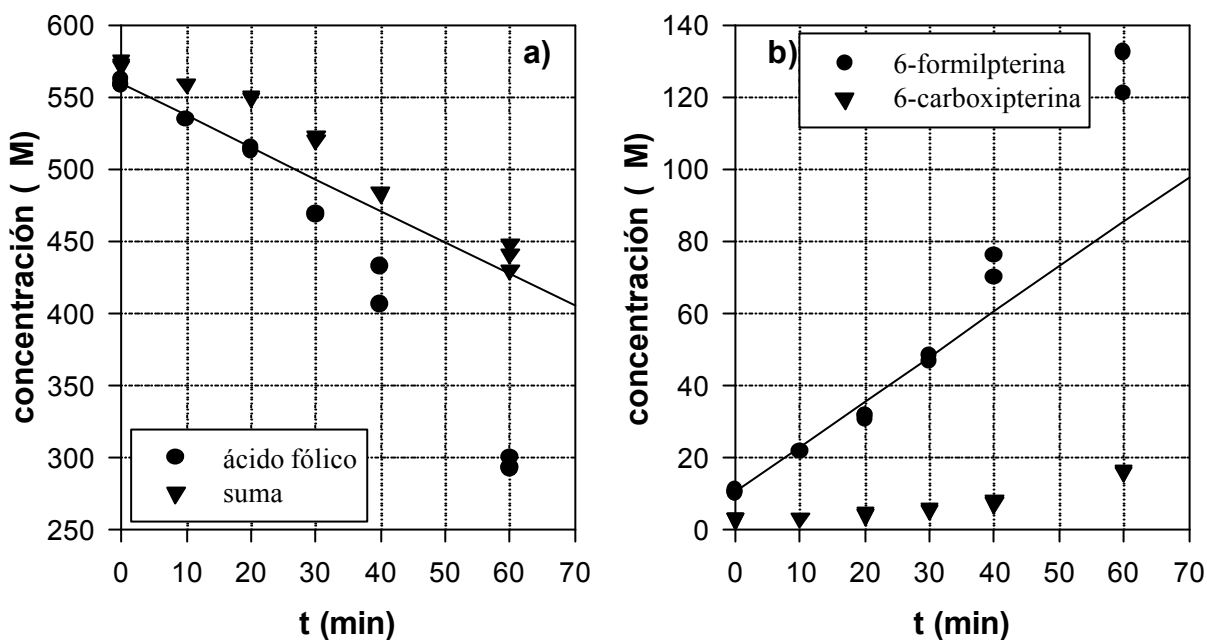 a)
600
550
500
450
400
350
300
250
concentración ( M)
ácido fólico
suma
0 10 20 30 40 50 60 70
t (min)
b)
140
120
100
80
60
40
20
0
concentración ( M)
6-formilpterina
6-carboxipterina
0 10 20 30 40 50 60 70
t (min)